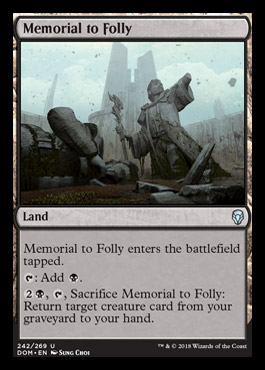 Memorial to Folly
Land
Memorial to Folly enters the battlefield
tapped.
: Add .
2, , Sacrifice Memorial to Folly:
Return target creature card from your
graveyard to your hand.
242/269 U
DOM • EN SUNG CHOI
™ & © 2018 Wizards of the Coast